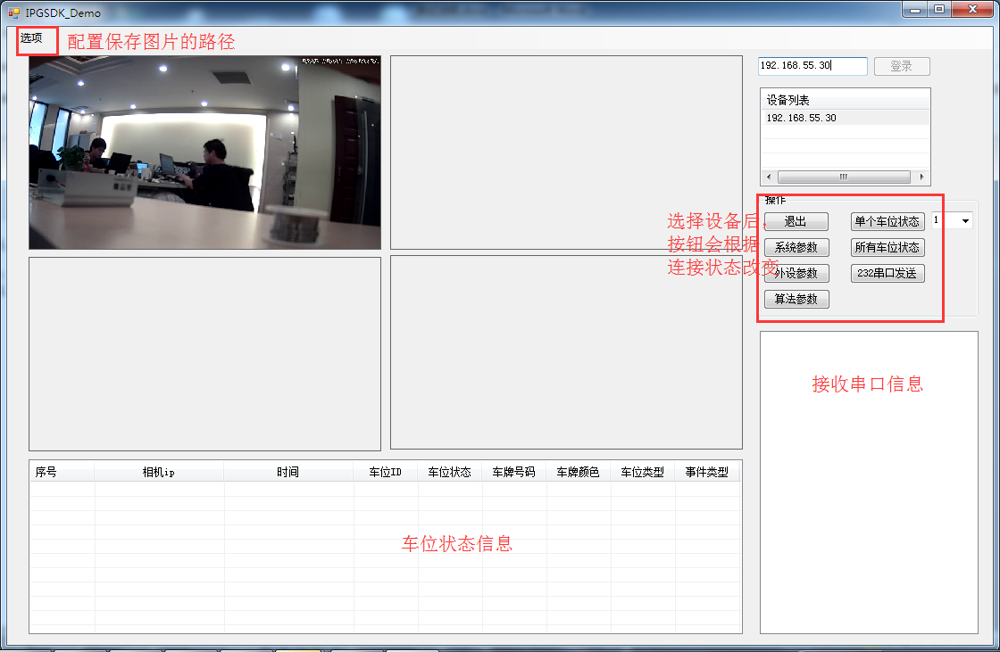 IPGSDK_Demo
选项
配置保存图片的路径
192.168.55.30
登录
设备列表
192.168.55.30
操作
选择设备后,
按钮会根据
连接状态改变
退出
单个车位状态
1
系统参数
所有车位状态
外设参数
232串口发送
算法参数
接收串口信息
序号 相机ip 时间 车位ID 车位状态 车牌号码 车牌颜色 车位类型 事件类型
车位状态信息